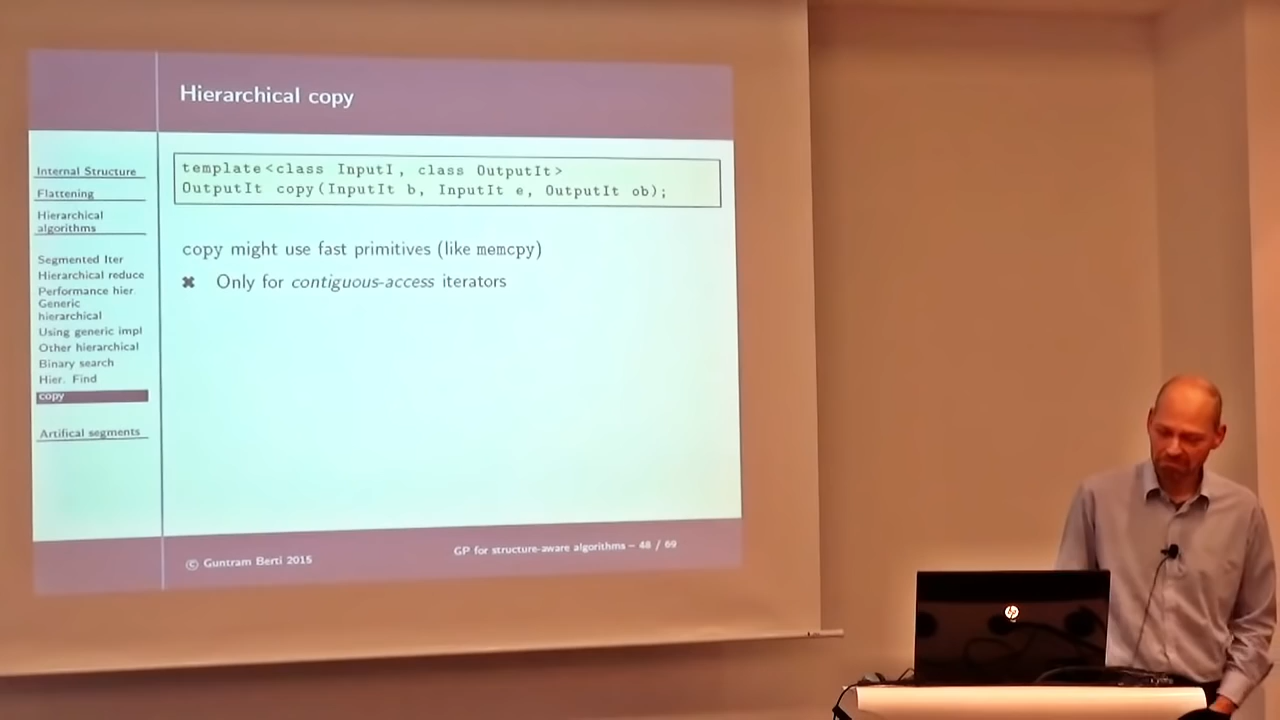 Hierarchical copy
Internal Structure
Flattening
Hierarchical
algorithms
Segmented Iter
Hierarchical reduce
Performance hier
Generic
hierarchical
Using generic impl
Other hierarchical
Binary search
Hier. Find
copy
Artifical segments
template<class InputI, class OutputIt>
OutputIt copy(InputIt b, InputIt e, OutputIt ob);
copy might use fast primitives (like memcpy)
✖ Only for contiguous-access iterators
© Guntram Berti 2015
GP for structure-aware algorithms – 48 / 69
hp